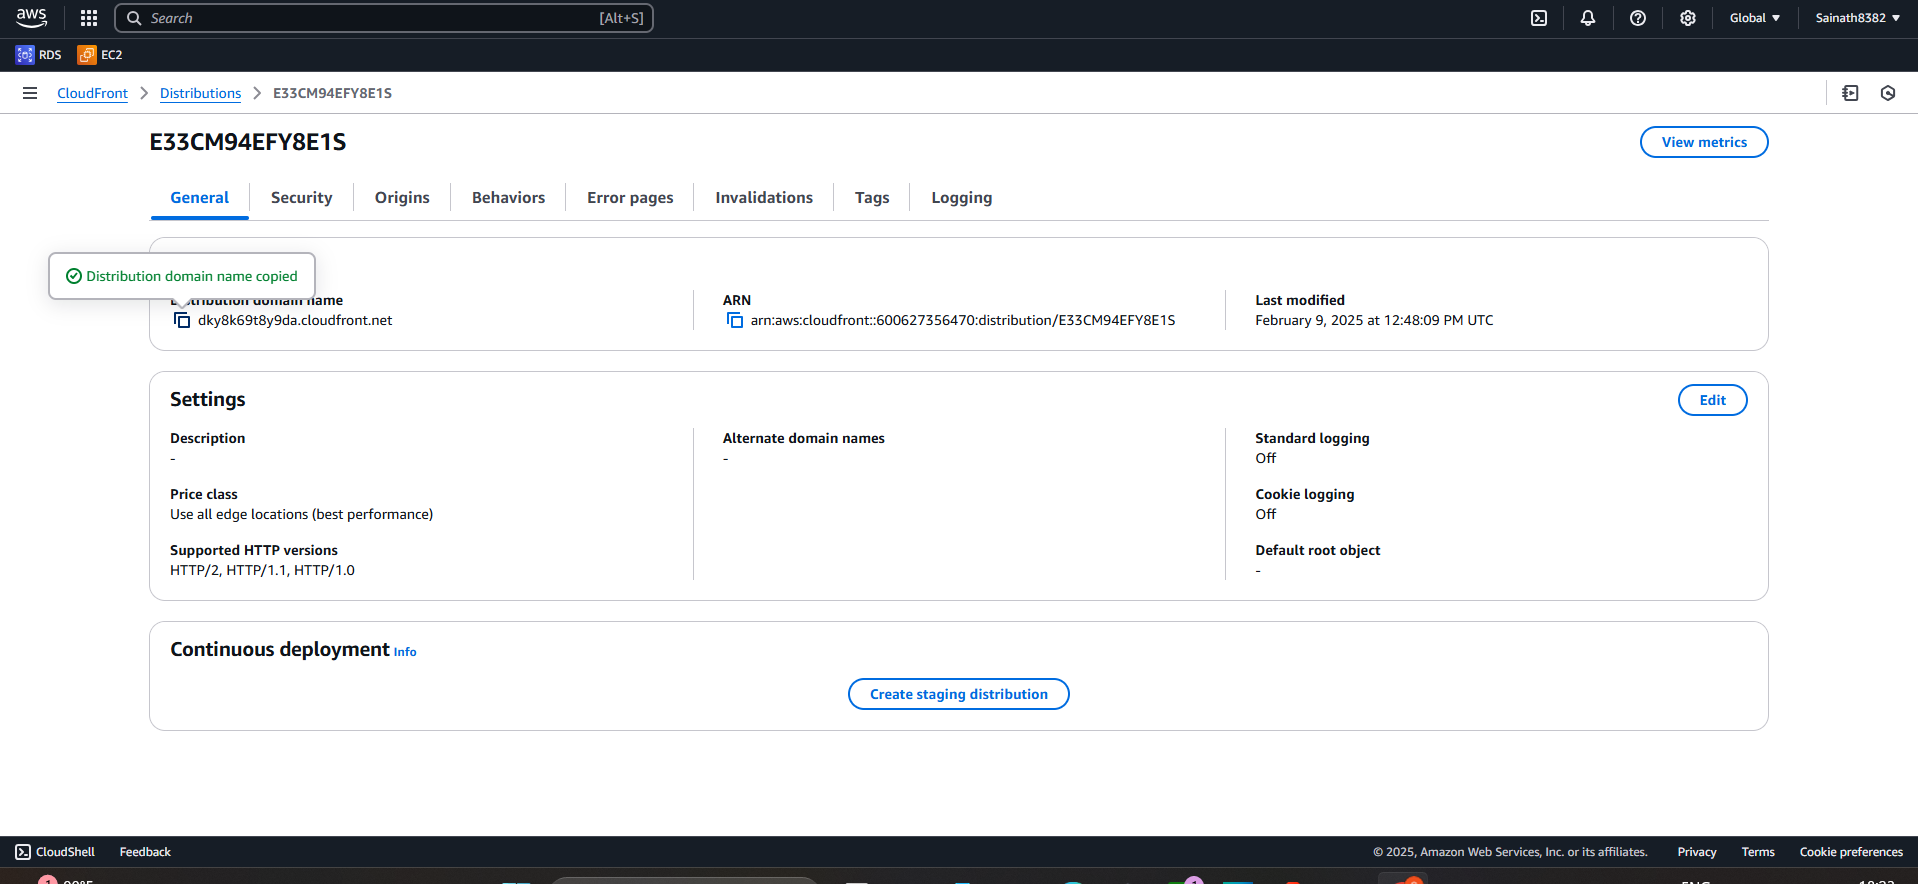 aws
Search [Alt+S]
Global
Sainath8382
RDS
EC2
CloudFront
Distributions
E33CM94EFY8E1S
E33CM94EFY8E1S
View metrics
General
Security
Origins
Behaviors
Error pages
Invalidations
Tags
Logging
Distribution domain name copied
Distribution domain name
dky8k69t8y9da.cloudfront.net
ARN
arn:aws:cloudfront::600627356470:distribution/E33CM94EFY8E1S
Last modified
February 9, 2025 at 12:48:09 PM UTC
Settings
Edit
Description
-
Price class
Use all edge locations (best performance)
Supported HTTP versions
HTTP/2, HTTP/1.1, HTTP/1.0
Alternate domain names
-
Standard logging
Off
Cookie logging
Off
Default root object
-
Continuous deployment Info
Create staging distribution
CloudShell
Feedback
© 2025, Amazon Web Services, Inc. or its affiliates.
Privacy
Terms
Cookie preferences